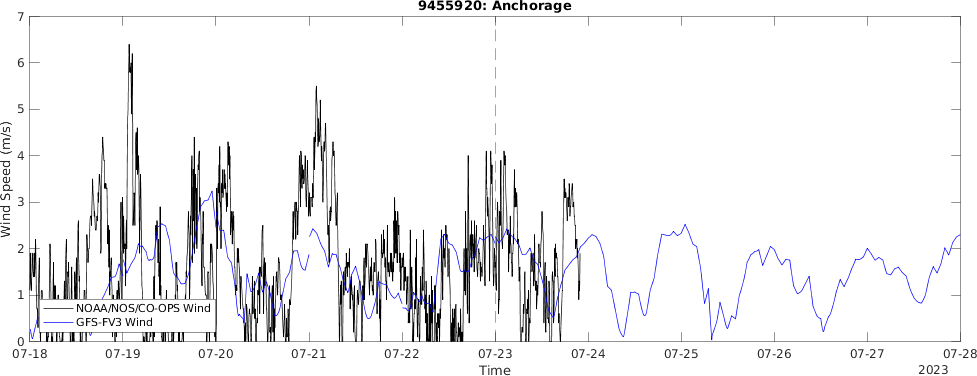 9455920: Anchorage
Wind Speed (m/s)
7
6
5
4
3
2
1
0
NOAA/NOS/CO-OPS Wind
GFS-FV3 Wind
07-18 07-19 07-20 07-21 07-22 07-23 07-24 07-25 07-26 07-27 07-28
Time
2023